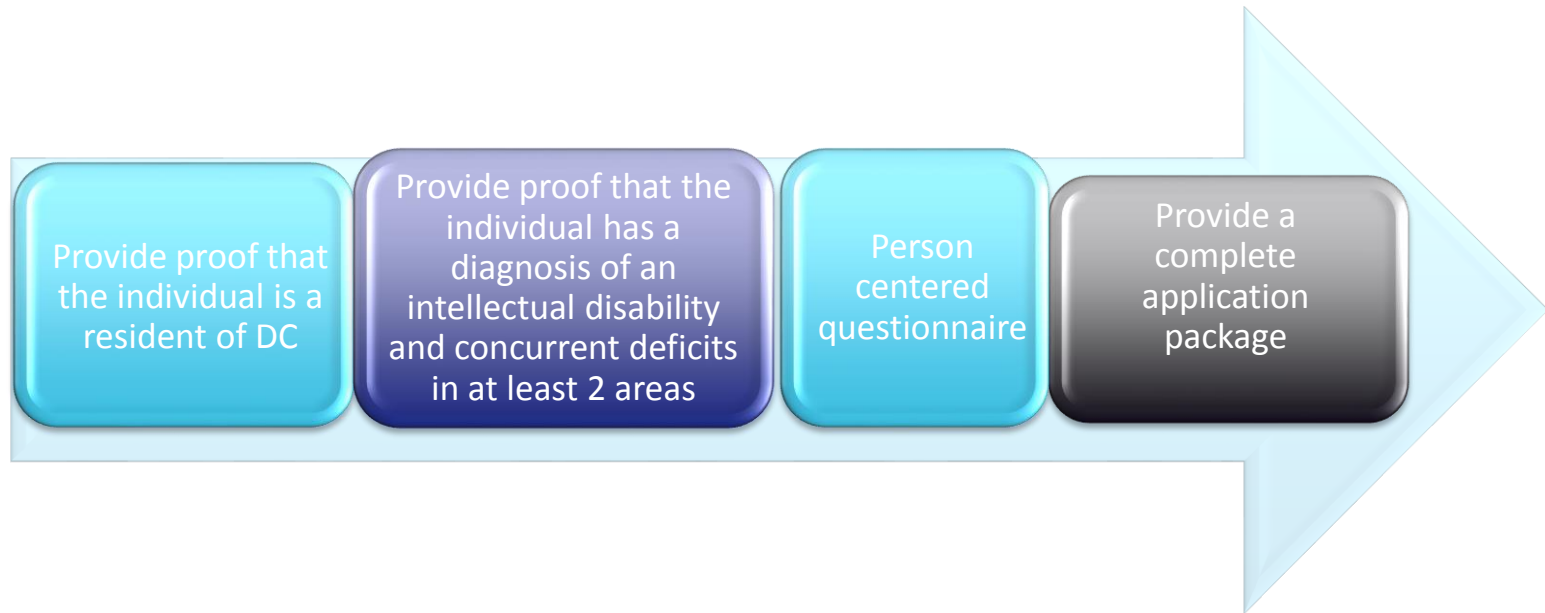 Provide proof that
the individual is a
resident of DC
Provide proof that the
individual has a
diagnosis of an
intellectual disability
and concurrent deficits
in at least 2 areas
Person
centered
questionnaire
Provide a
complete
application
package